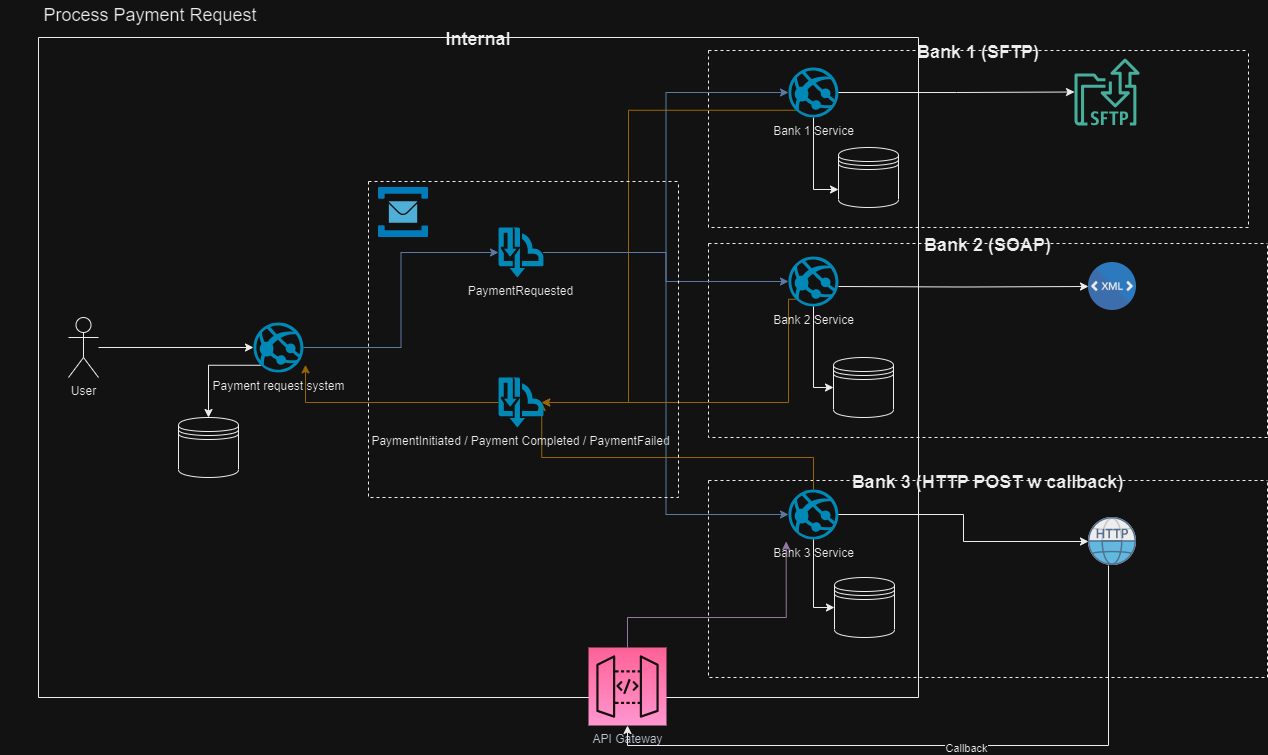 Process Payment Request
Internal
Bank 1 (SFTP)
SFTP
Bank 1 Service
Bank 2 (SOAP)
PaymentRequested
XML
Bank 2 Service
User
Payment request system
PaymentInitiated / Payment Completed / PaymentFailed
Bank 3 (HTTP POST w callback)
HTTP
Bank 3 Service
</>
API Gateway
Callback